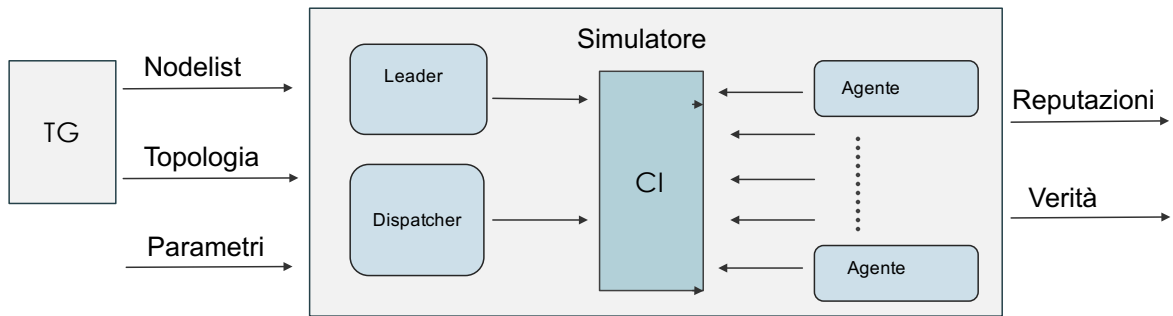 Simulatore
Nodelist
Leader
Agente
Reputazioni
TG
Topologia
CI
Dispatcher
Verità
Parametri
Agente